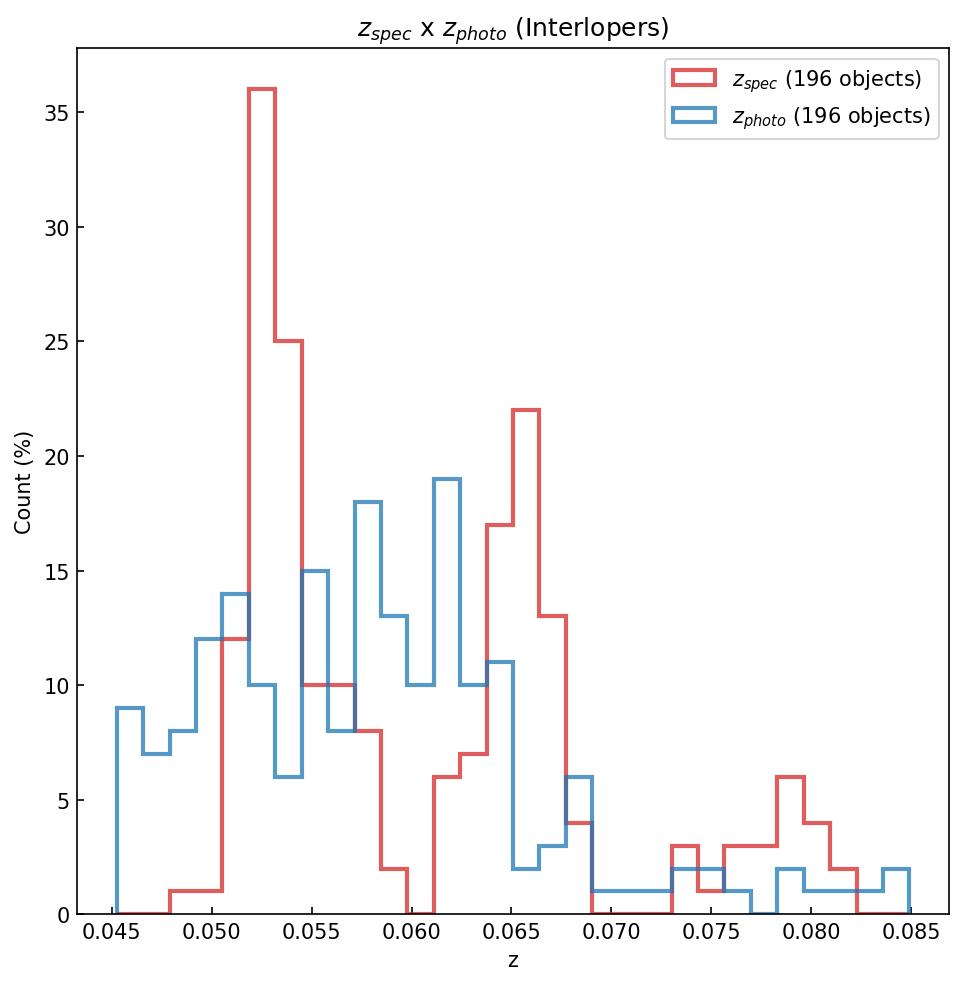 z_spec x z_photo (Interlopers)
z_spec (196 objects)
z_photo (196 objects)
Count (%)
35
30
25
20
15
10
5
0
0.045 0.050 0.055 0.060 0.065 0.070 0.075 0.080 0.085
z